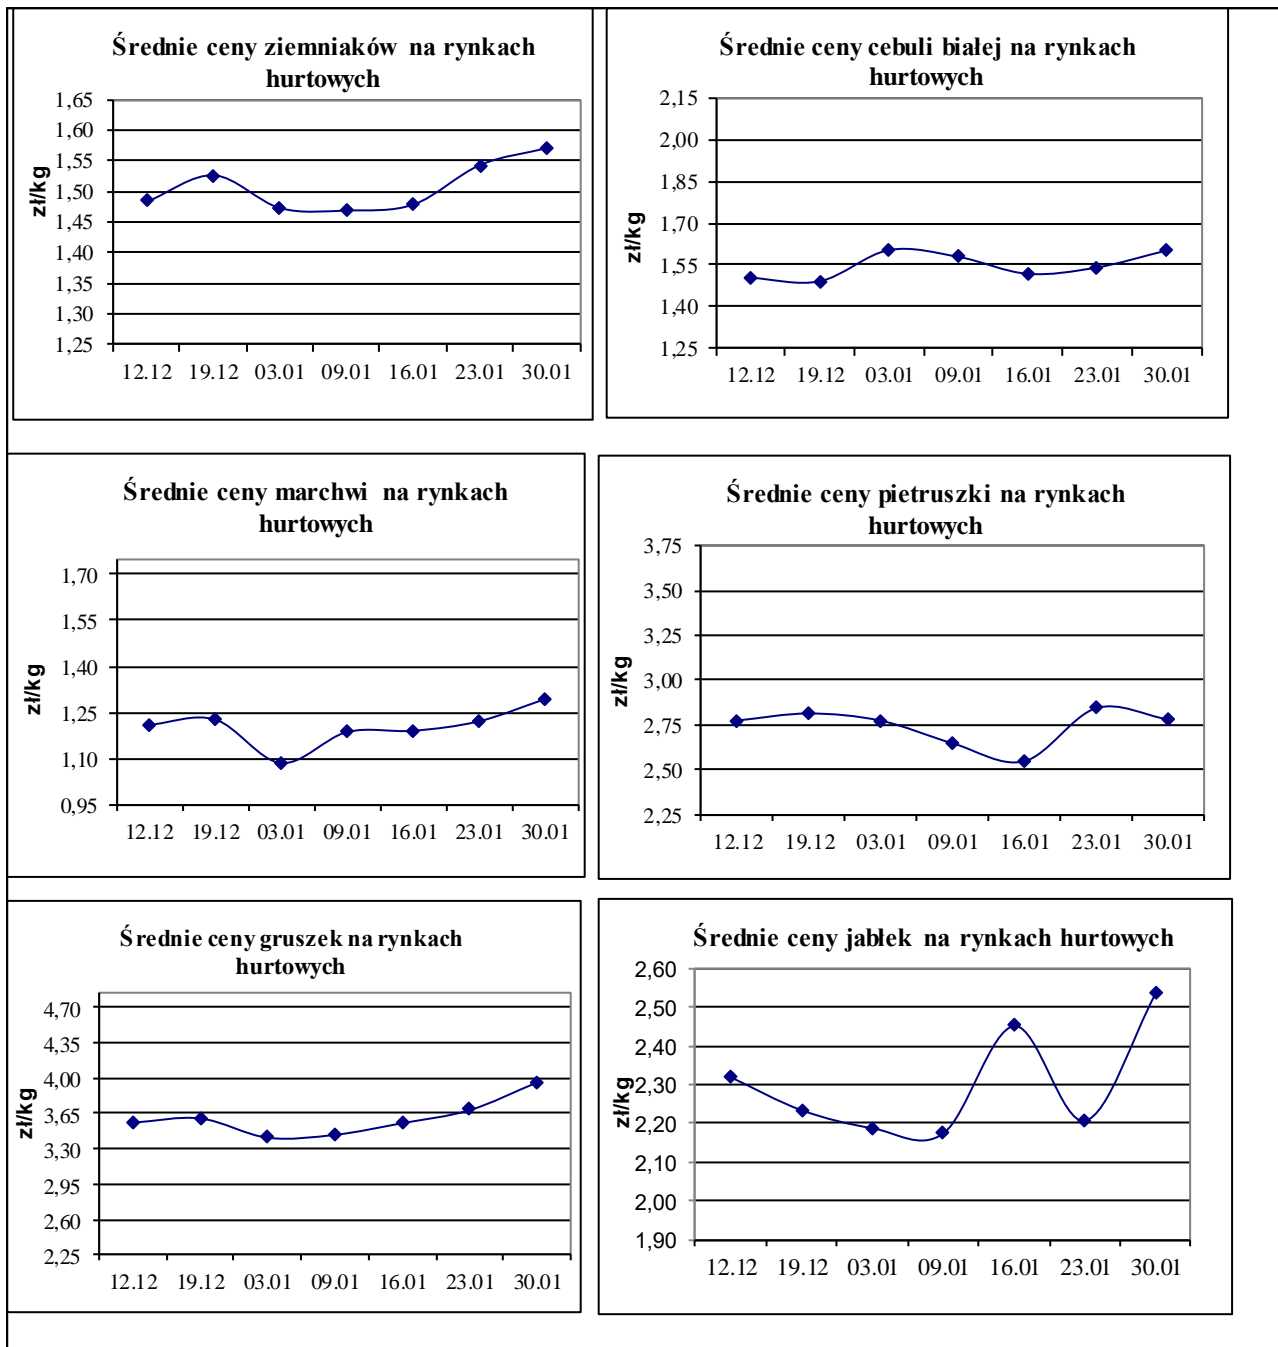 Średnie ceny ziemniaków na rynkach
hurtowych
zł/kg
1,65
1,60
1,55
1,50
1,45
1,40
1,35
1,30
1,25
12.12 19.12 03.01 09.01 16.01 23.01 30.01
Średnie ceny cebuli białej na rynkach
hurtowych
zł/kg
2,15
2,00
1,85
1,70
1,55
1,40
1,25
12.12 19.12 03.01 09.01 16.01 23.01 30.01
Średnie ceny marchwi na rynkach
hurtowych
zł/kg
1,70
1,55
1,40
1,25
1,10
0,95
12.12 19.12 03.01 09.01 16.01 23.01 30.01
Średnie ceny pietruszki na rynkach
hurtowych
zł/kg
3,75
3,50
3,25
3,00
2,75
2,50
2,25
12.12 19.12 03.01 09.01 16.01 23.01 30.01
Średnie ceny gruszek na rynkach
hurtowych
zł/kg
4,70
4,35
4,00
3,65
3,30
2,95
2,60
2,25
12.12 19.12 03.01 09.01 16.01 23.01 30.01
Średnie ceny jabłek na rynkach hurtowych
zł/kg
2,60
2,50
2,40
2,30
2,20
2,10
2,00
1,90
12.12 19.12 03.01 09.01 16.01 23.01 30.01